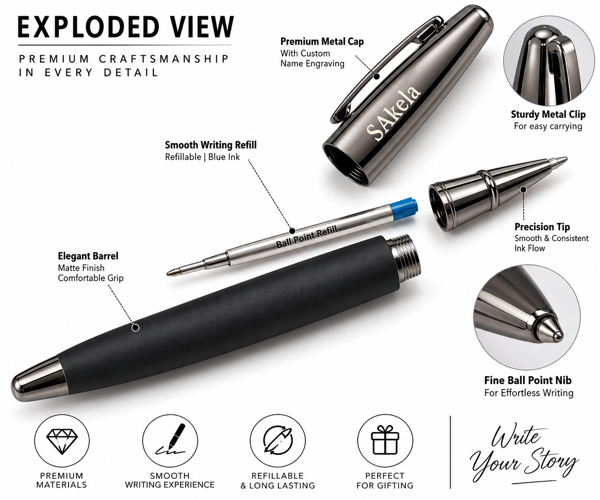 EXPLODED VIEW
PREMIUM CRAFTSMANSHIP
IN EVERY DETAIL
Premium Metal Cap
With Custom
Name Engraving
SAkela
Sturdy Metal Clip
For easy carrying
Smooth Writing Refill
Refillable | Blue Ink
Ball Point Refill
Precision Tip
Smooth & Consistent
Ink Flow
Elegant Barrel
Matte Finish
Comfortable Grip
Fine Ball Point Nib
For Effortless Writing
PREMIUM
MATERIALS
SMOOTH
WRITING EXPERIENCE
REFILLABLE
& LONG LASTING
PERFECT
FOR GIFTING
Write
Your Story